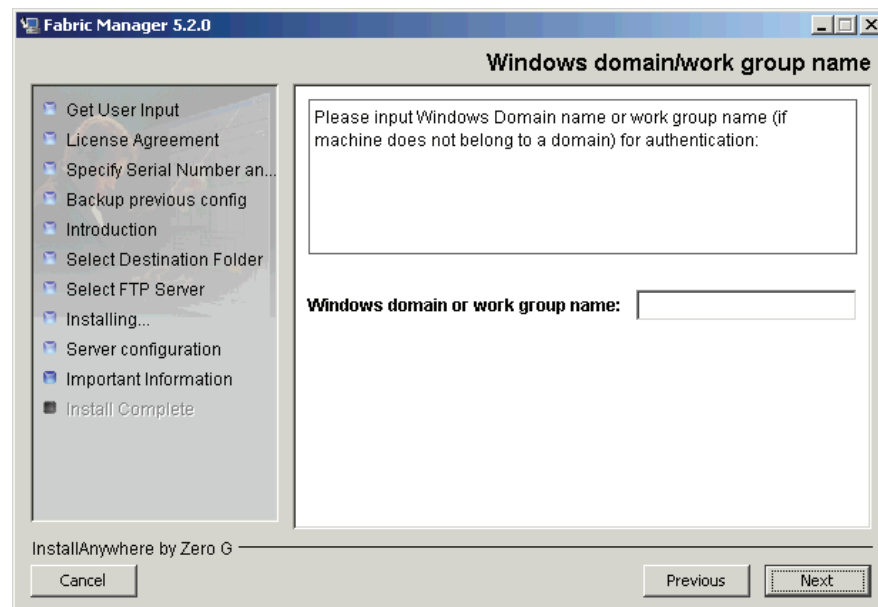 Fabric Manager 5.2.0
Windows domain/work group name
Get User Input
License Agreement
Specify Serial Number an...
Backup previous config
Introduction
Select Destination Folder
Select FTP Server
Installing...
Server configuration
Important Information
Install Complete
Please input Windows Domain name or work group name (if
machine does not belong to a domain) for authentication:
Windows domain or work group name:
InstallAnywhere by Zero G
Cancel
Previous
Next